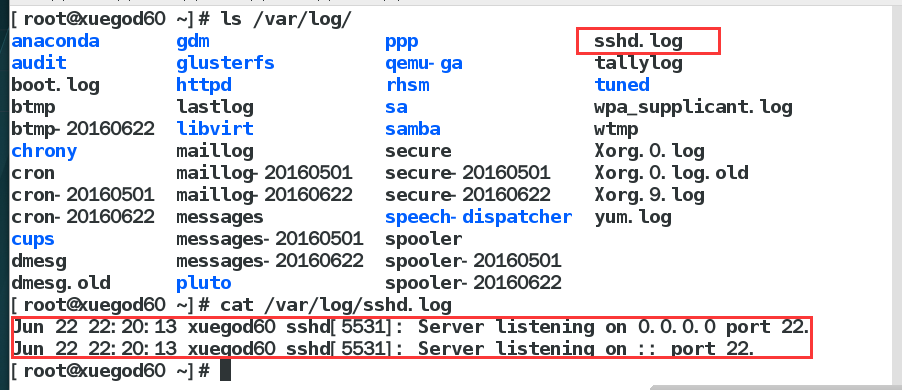 [root@xuegod60 ~]# ls /var/log/
anaconda gdm ppp sshd.log
audit glusterfs qemu-ga tallylog
boot.log httpd rhsm tuned
btmp lastlog sa wpa_supplicant.log
btmp-20160622 libvirt samba wtmp
chrony maillog secure Xorg.0.log
cron maillog-20160501 secure-20160501 Xorg.0.log.old
cron-20160501 maillog-20160622 secure-20160622 Xorg.9.log
cron-20160622 messages speech-dispatcher yum.log
cups messages-20160501 spooler
dmesg messages-20160622 spooler-20160501
dmesg.old pluto spooler-20160622
[root@xuegod60 ~]# cat /var/log/sshd.log
Jun 22 22:20:13 xuegod60 sshd[5531]: Server listening on 0.0.0.0 port 22.
Jun 22 22:20:13 xuegod60 sshd[5531]: Server listening on :: port 22.
[root@xuegod60 ~]#